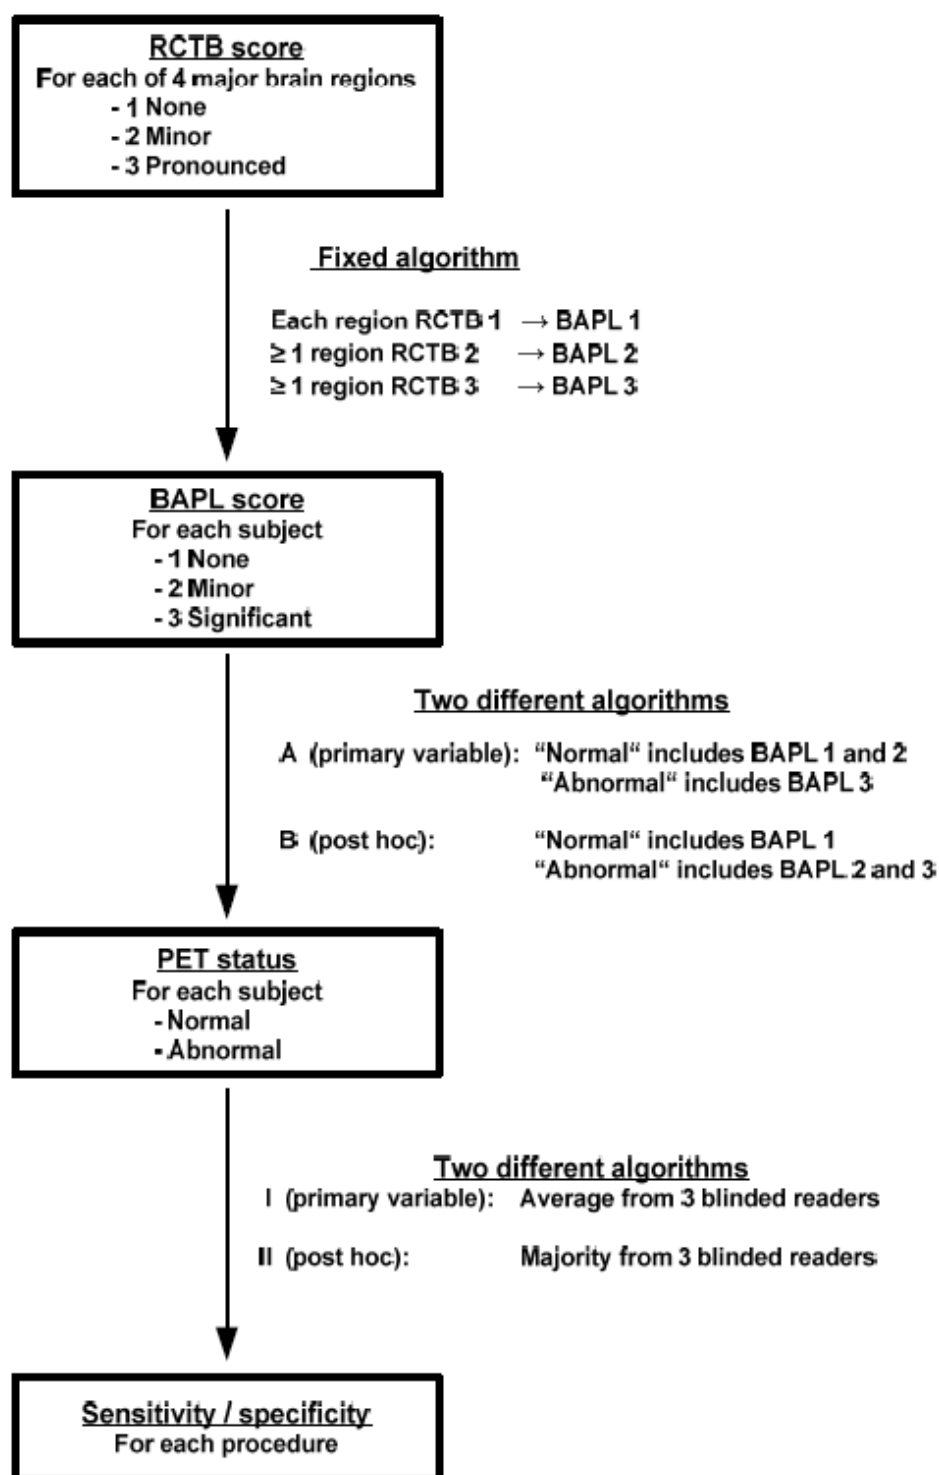 RCTB score
For each of 4 major brain regions
- 1 None
- 2 Minor
- 3 Pronounced
Fixed algorithm
Each region RCTB 1 → BAPL 1
≥ 1 region RCTB 2 → BAPL 2
≥ 1 region RCTB 3 → BAPL 3
BAPL score
For each subject
- 1 None
- 2 Minor
- 3 Significant
Two different algorithms
A (primary variable): “Normal“ includes BAPL 1 and 2
“Abnormal“ includes BAPL 3
B (post hoc): “Normal“ includes BAPL 1
“Abnormal“ includes BAPL 2 and 3
PET status
For each subject
- Normal
- Abnormal
Two different algorithms
I (primary variable): Average from 3 blinded readers
II (post hoc): Majority from 3 blinded readers
Sensitivity / specificity
For each procedure